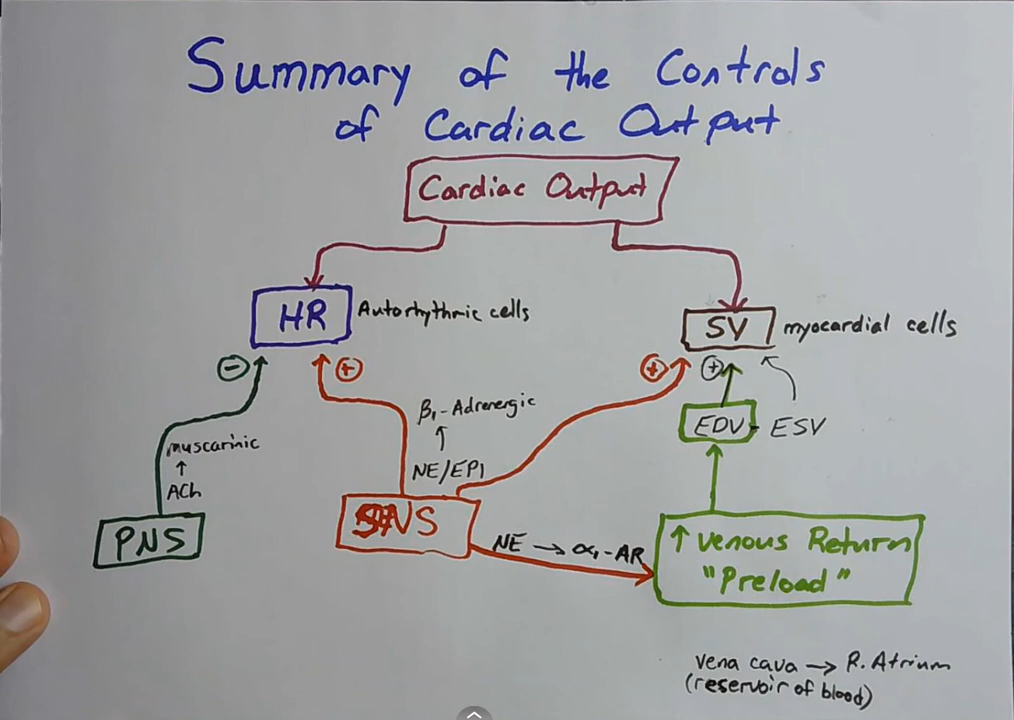 Summary of the Controls
of Cardiac Output
Cardiac Output
HR
Autorhythmic cells
SV
myocardial cells
−
+
+
+
β₁-Adrenergic
EDV - ESV
muscarinic
NE/EPI
ACh
SNS
PNS
NE → α₁-AR
↑ venous Return
"Preload"
vena cava → R. Atrium
(reservoir of blood)